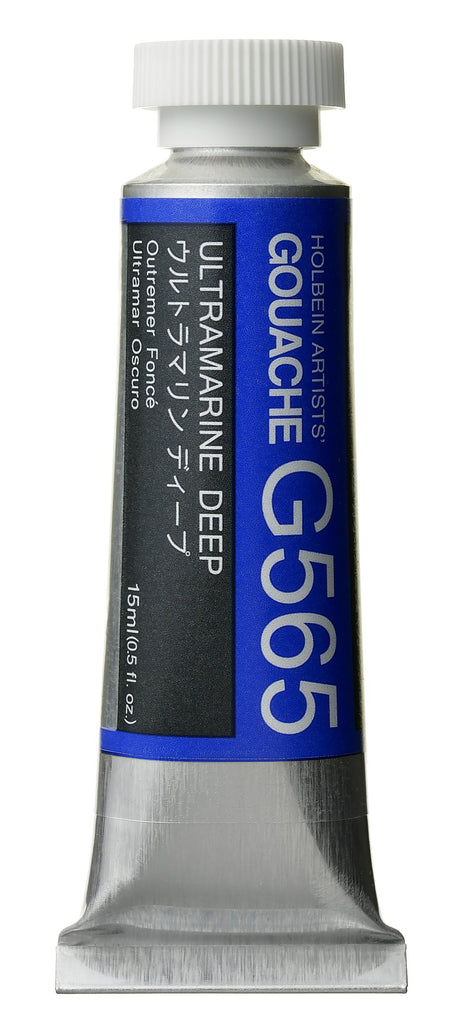 HOLBEIN ARTISTS'
GOUACHE G565
ULTRAMARINE DEEP
ウルトラマリン ディープ
Outremer Foncé
Ultramar Oscuro
15ml(0.5 fl. oz.)